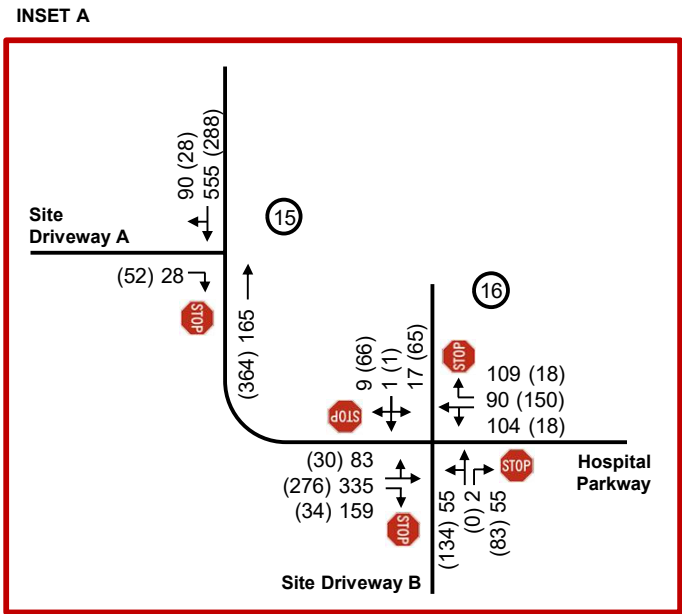 INSET A
90 (28)
555 (288)
Site
Driveway A
15
(52) 28
STOP
(364) 165
16
9 (66)
1 (1)
17 (65)
STOP
STOP
109 (18)
90 (150)
104 (18)
Hospital
Parkway
(30) 83
(276) 335
(34) 159
STOP
(134) 55
(0) 2
(83) 55
STOP
Site Driveway B